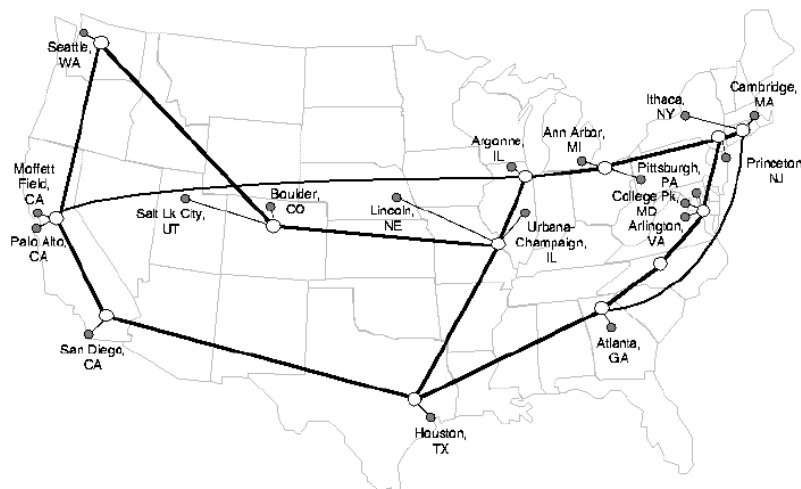 Seattle,
WA
Moffett
Field,
CA
Palo Alto,
CA
San Diego,
CA
Salt Lk City,
UT
Boulder,
CO
Lincoln,
NE
Argonne,
IL
Urbana-
Champaign,
IL
Ann Arbor,
MI
Ithaca,
NY
Cambridge,
MA
Princeton
NJ
Pittsburgh,
PA
College Pk,
MD
Arlington,
VA
Atlanta,
GA
Houston,
TX